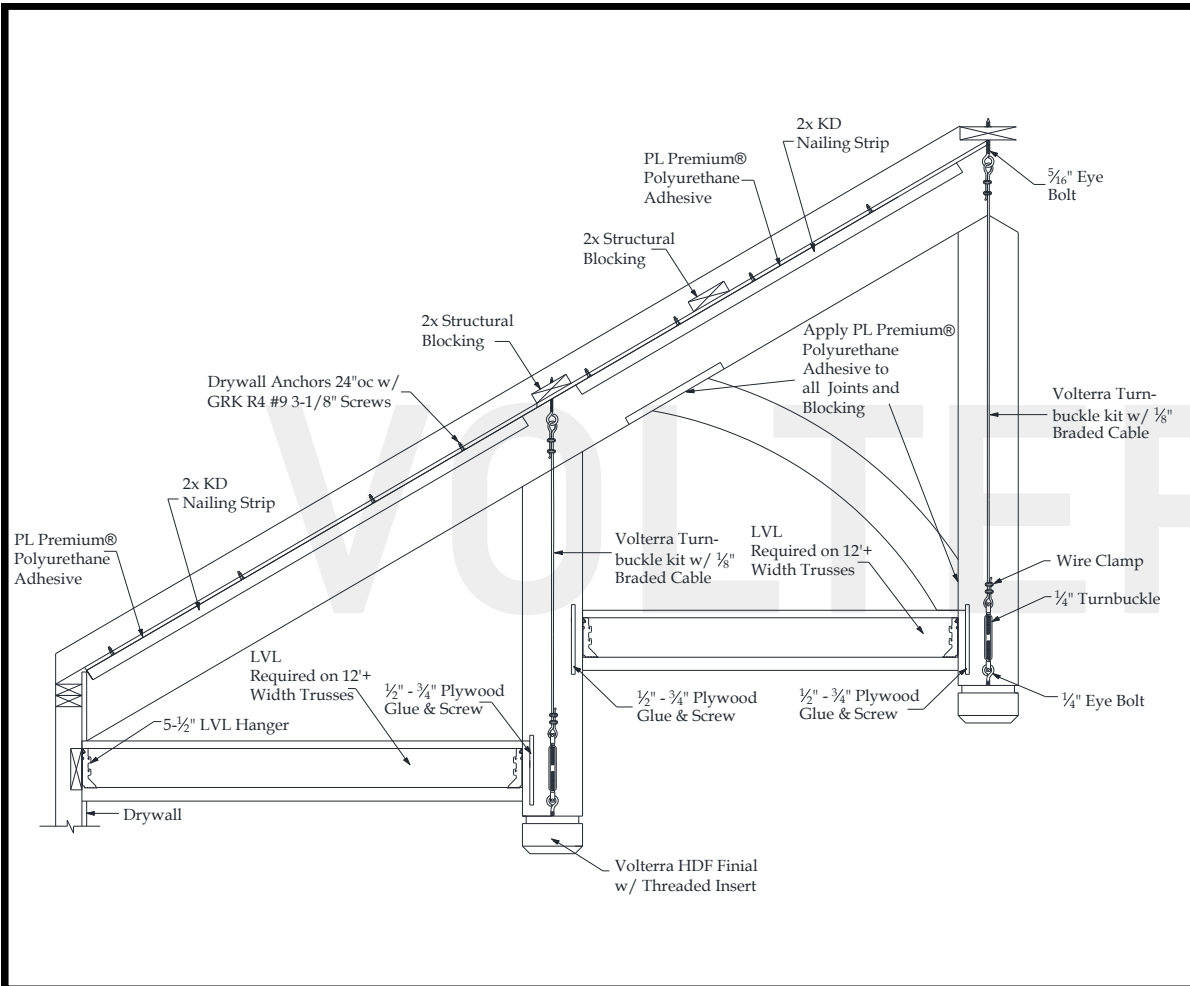 2x KD
Nailing Strip
PL Premium®
Polyurethane
Adhesive
5⁄16" Eye
Bolt
2x Structural
Blocking
2x Structural
Blocking
Apply PL Premium®
Polyurethane
Adhesive to
all Joints and
Blocking
Drywall Anchors 24"oc w/
GRK R4 #9 3-1/8" Screws
Volterra Turn-
buckle kit w/ ⅛"
Braded Cable
2x KD
Nailing Strip
PL Premium®
Polyurethane
Adhesive
Volterra Turn-
buckle kit w/ ⅛"
Braded Cable
LVL
Required on 12'+
Width Trusses
Wire Clamp
¼" Turnbuckle
LVL
Required on 12'+
Width Trusses
½" - ¾" Plywood
Glue & Screw
½" - ¾" Plywood
Glue & Screw
½" - ¾" Plywood
Glue & Screw
¼" Eye Bolt
5-½" LVL Hanger
Drywall
Volterra HDF Finial
w/ Threaded Insert
VOLTER